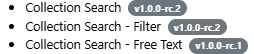 • Collection Search v1.0.0-rc.2
• Collection Search - Filter v1.0.0-rc.2
• Collection Search - Free Text v1.0.0-rc.1